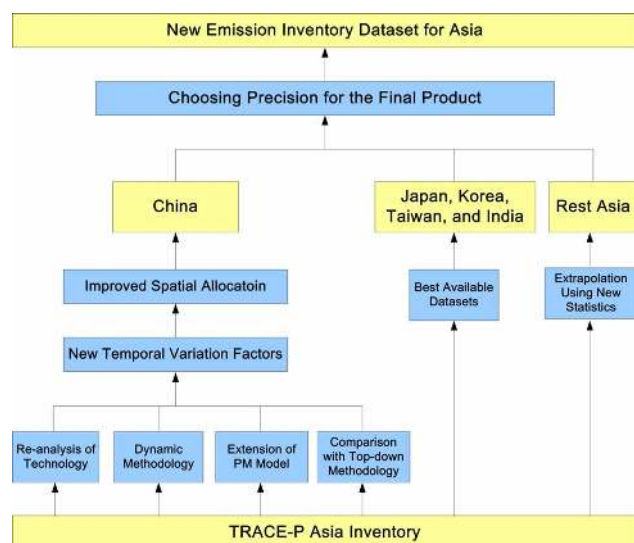 New Emission Inventory Dataset for Asia
Choosing Precision for the Final Product
China
Japan, Korea,
Taiwan, and India
Rest Asia
Improved Spatial Allocatoin
Best Available
Datasets
Extrapolation
Using New
Statistics
New Temporal Variation Factors
Re-analysis of
Technology
Dynamic
Methodology
Extension of
PM Model
Comparison
with Top-down
Methodology
TRACE-P Asia Inventory